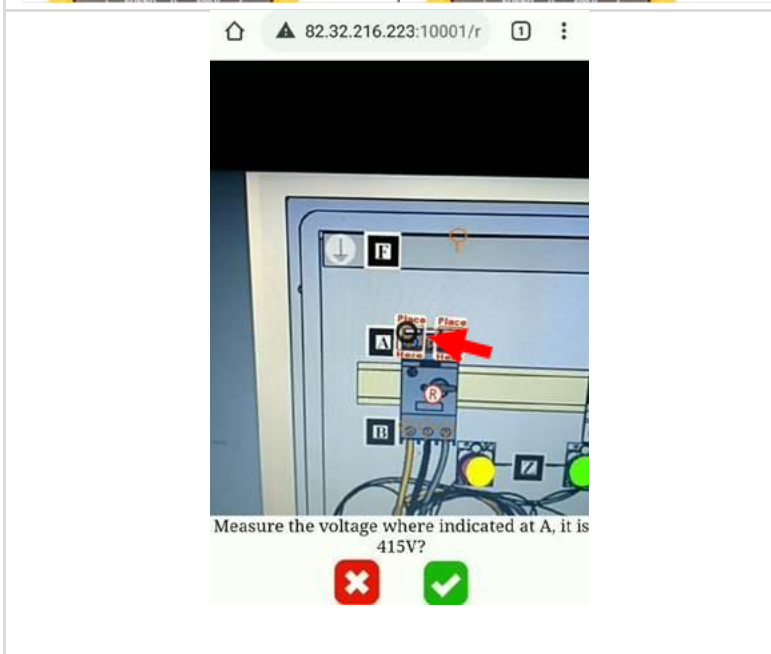 82.32.216.223:10001/r
1
F
Place Place
A
Here Here
R
B
Z
Measure the voltage where indicated at A, it is
415V?